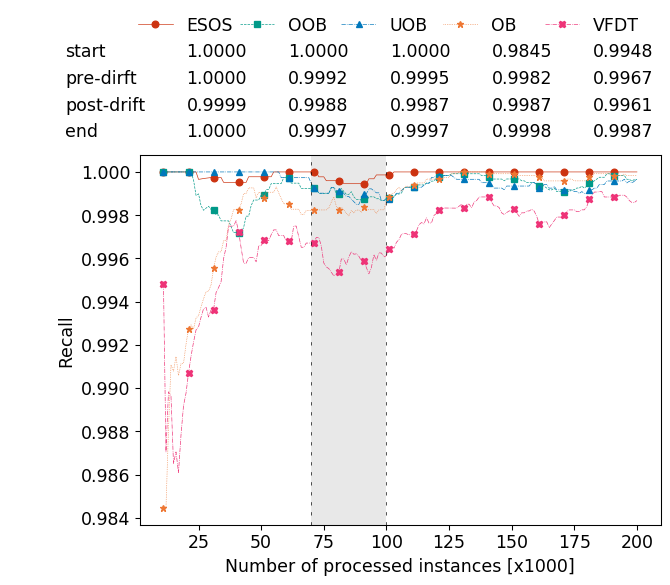 ESOS OOB UOB OB VFDT
start 1.0000 1.0000 1.0000 0.9845 0.9948
pre-dirft 1.0000 0.9992 0.9995 0.9982 0.9967
post-drift 0.9999 0.9988 0.9987 0.9987 0.9961
end 1.0000 0.9997 0.9997 0.9998 0.9987
1.000
0.998
0.996
0.994
0.992
0.990
0.988
0.986
0.984
Recall
25 50 75 100 125 150 175 200
Number of processed instances [x1000]